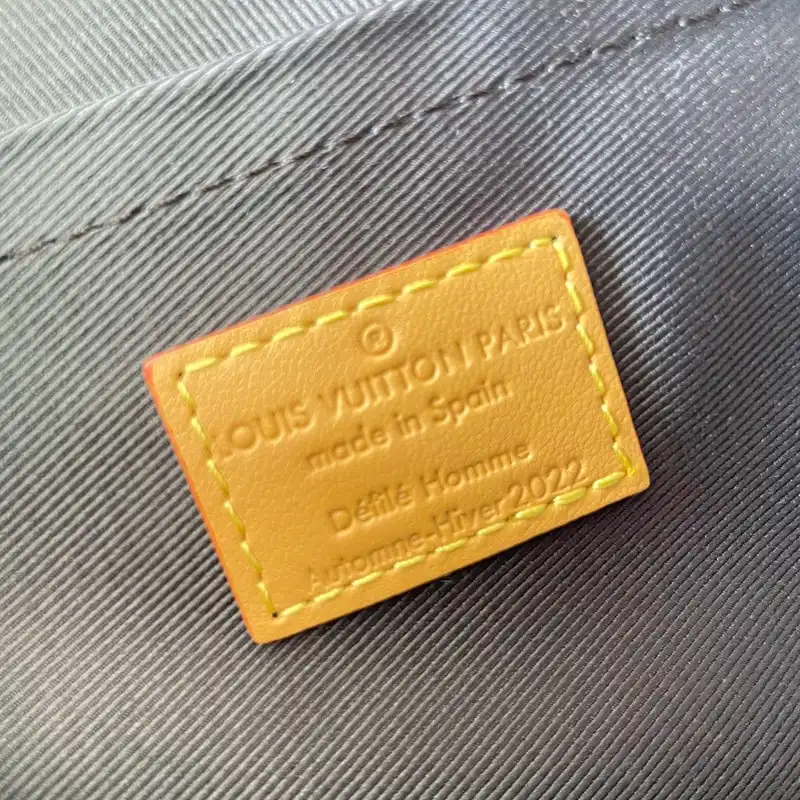 ®
LOUIS VUITTON PARIS
made in Spain
Défilé Homme
Automne-Hiver 2022